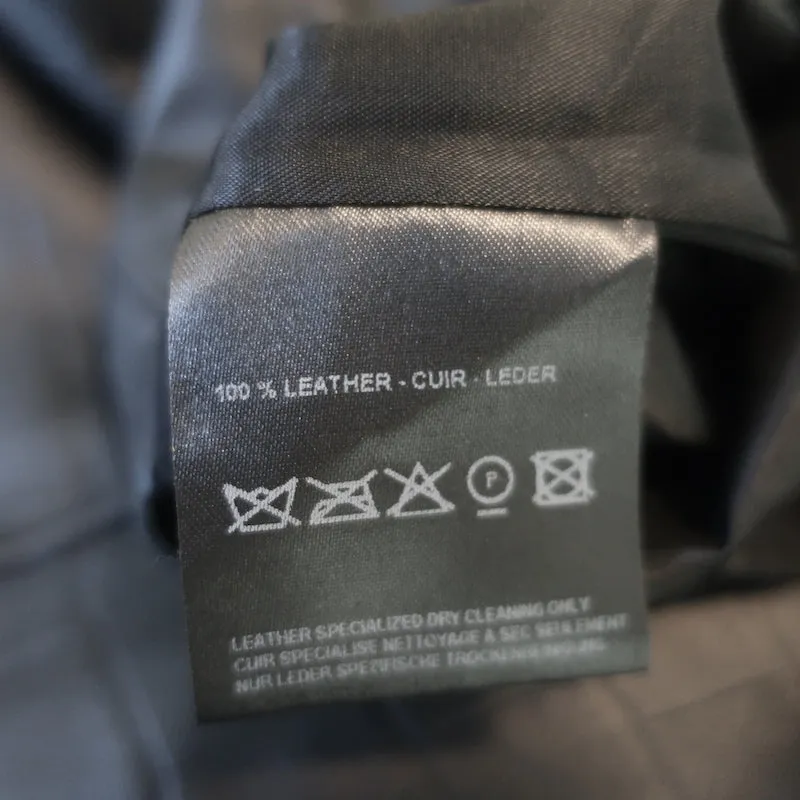 100 % LEATHER - CUIR - LEDER
P
LEATHER SPECIALIZED DRY CLEANING ONLY
CUIR SPECIALISE NETTOYAGE A SEC SEULEMENT
NUR LEDER SPEZIFISCHE